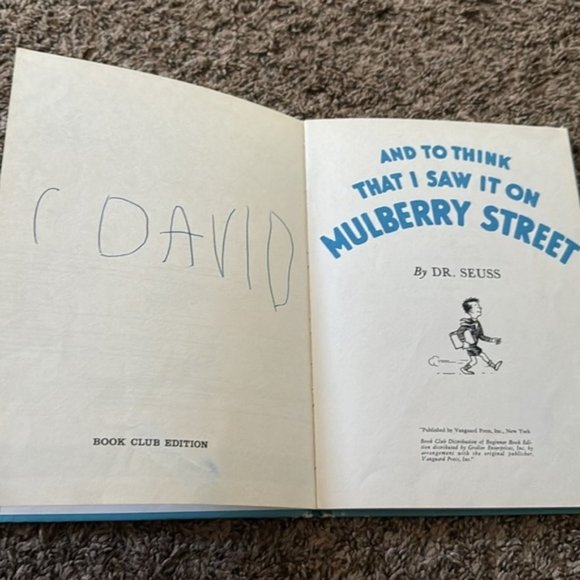 DAVID
BOOK CLUB EDITION
AND TO THINK
THAT I SAW IT ON
MULBERRY STREET
By DR. SEUSS
"Published by Vanguard Press, Inc., New York
Book Club Distribution of Beginner Book Edi-
tion distributed by Grolier Enterprises, Inc. by
arrangement with the original publisher,
Vanguard Press, Inc."